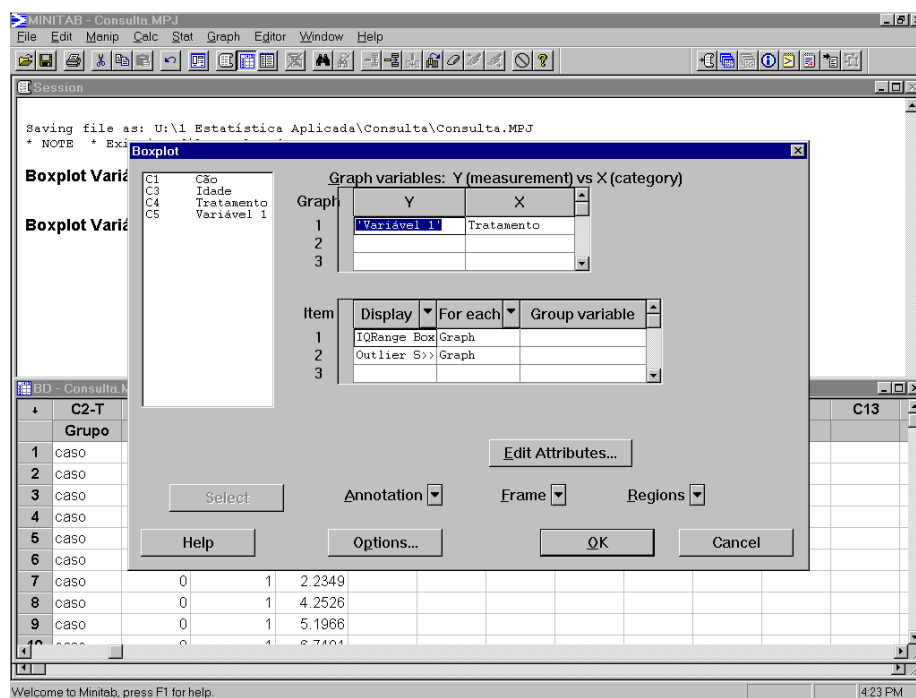 MINITAB - Consulta.MPJ
File Edit Manip Calc Stat Graph Editor Window Help
Session
Saving file as: U:\1 Estatística Aplicada\Consulta\Consulta.MPJ
* NOTE *
Boxplot
Boxplot
Boxplot
C1 Cão
C3 Idade
C4 Tratamento
C5 Variável 1
Graph variables: Y (measurement) vs X (category)
Graph Y X
1 'Variável 1' Tratamento
2
3
Item Display For each Group variable
1 IQRange Box Graph
2 Outlier S>> Graph
3
Edit Attributes...
Select
Annotation Frame Regions
Help Options... OK Cancel
BD - Consulta.M
C2-T C13
Grupo
1 caso
2 caso
3 caso
4 caso
5 caso
6 caso
7 caso 0 1 2.2349
8 caso 0 1 4.2526
9 caso 0 1 5.1966
Welcome to Minitab, press F1 for help. 4:23 PM